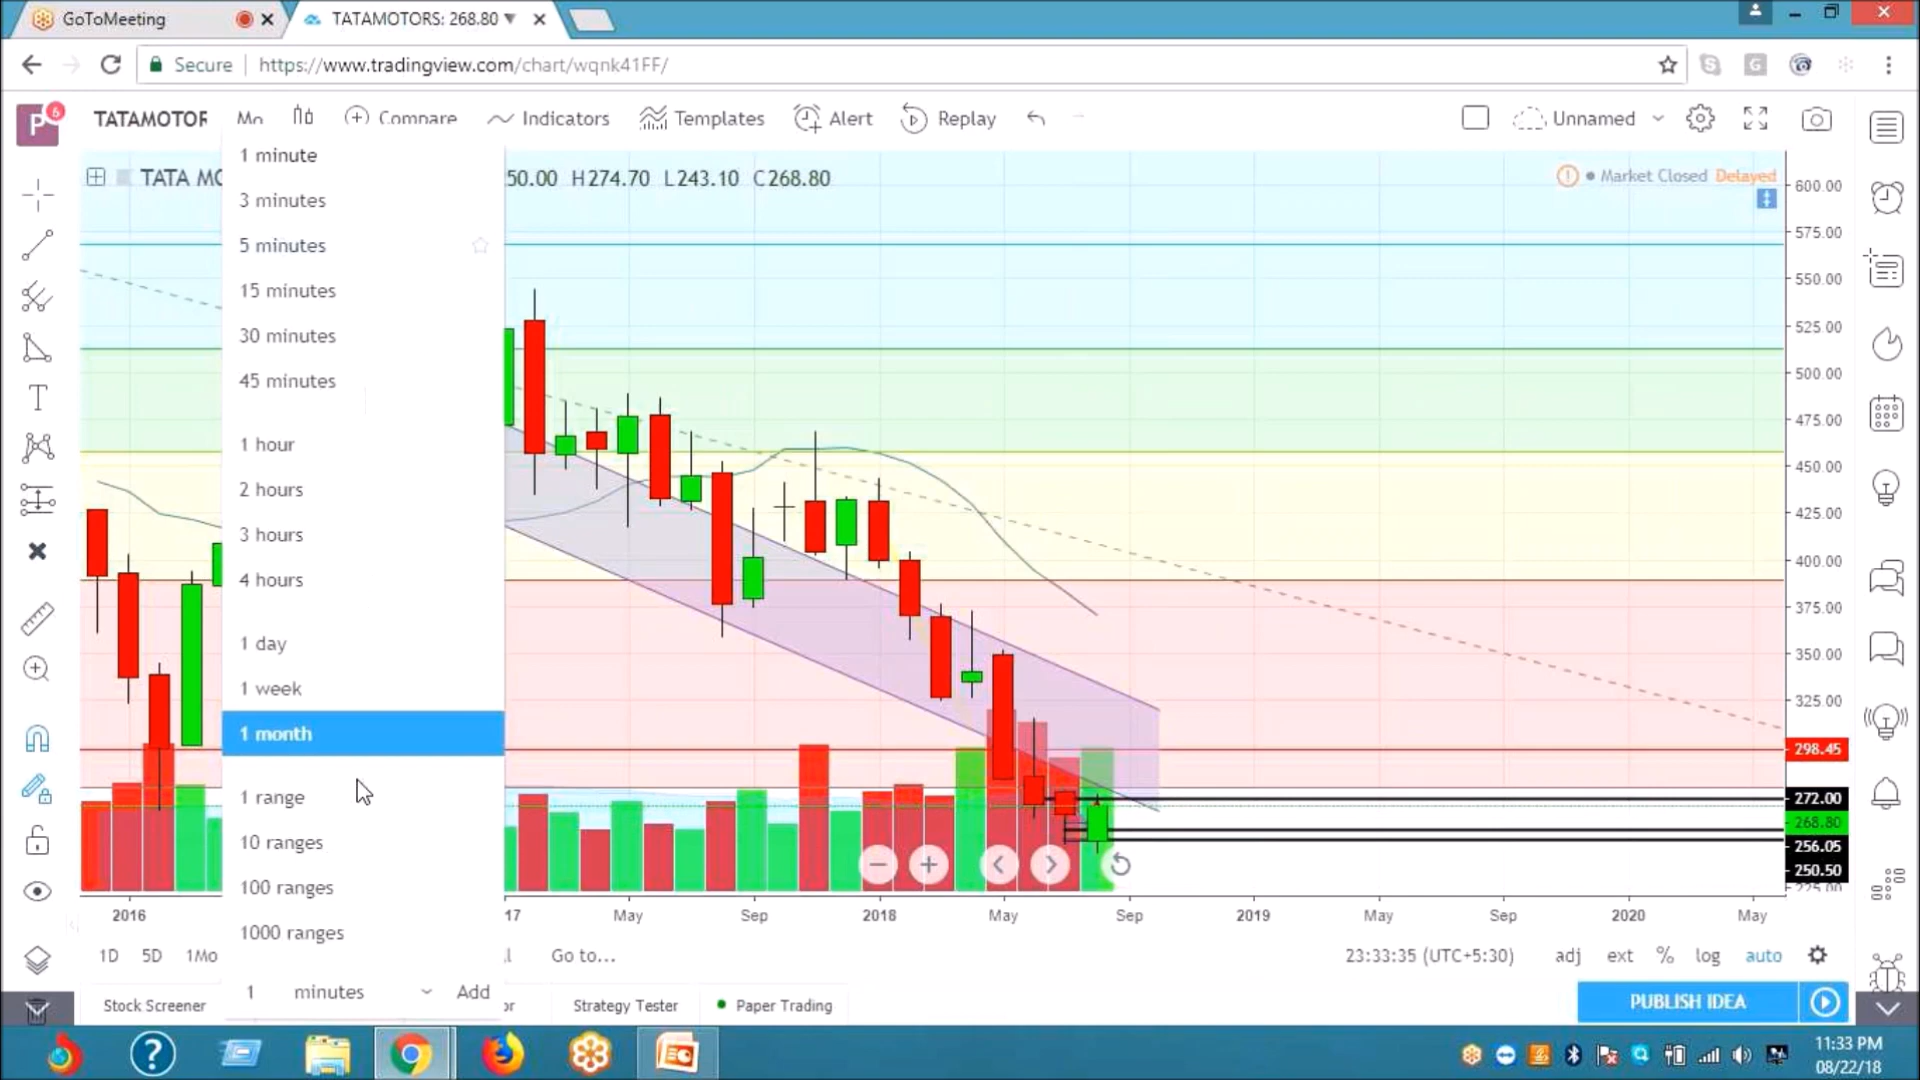 GoToMeeting
TATAMOTORS: 268.80
Secure
https://www.tradingview.com/chart/wqnk41FF/
P 6
TATAMOTOR Mo Compare Indicators Templates Alert Replay Unnamed
TATA MO 50.00 H274.70 L243.10 C268.80
Market Closed Delayed
1 minute
3 minutes
5 minutes
15 minutes
30 minutes
45 minutes
1 hour
2 hours
3 hours
4 hours
1 day
1 week
1 month
1 range
10 ranges
100 ranges
1000 ranges
1 minutes Add
600.00
575.00
550.00
525.00
500.00
475.00
450.00
425.00
400.00
375.00
350.00
325.00
298.45
272.00
268.80
256.05
250.50
225.00
2016 17 May Sep 2018 May Sep 2019 May Sep 2020 May
1D 5D 1Mo Go to... 23:33:35 (UTC+5:30) adj ext % log auto
Stock Screener or Strategy Tester Paper Trading PUBLISH IDEA
11:33 PM
08/22/18